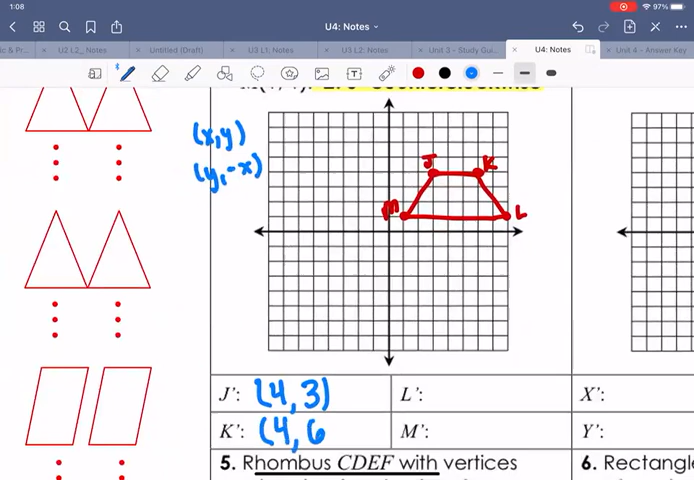 1:08
97%
U4: Notes
U2 L2_ Notes
Untitled (Draft)
U3 L1: Notes
U3 L2: Notes
Unit 3 - Study Gui...
U4: Notes
Unit 4 - Answer Key
(x,y)
(y,-x)
J
K
M
L
J': (4,3)
L':
X':
K': (4,6
M':
Y':
5. Rhombus CDEF with vertices
6. Rectangle